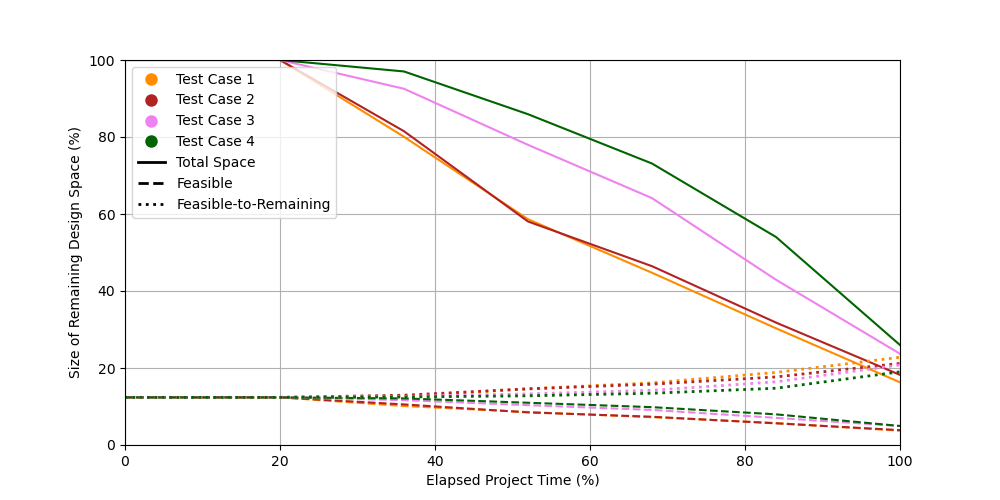 Size of Remaining Design Space (%)
100
80
60
40
20
0
Test Case 1
Test Case 2
Test Case 3
Test Case 4
Total Space
Feasible
Feasible-to-Remaining
0 20 40 60 80 100
Elapsed Project Time (%)